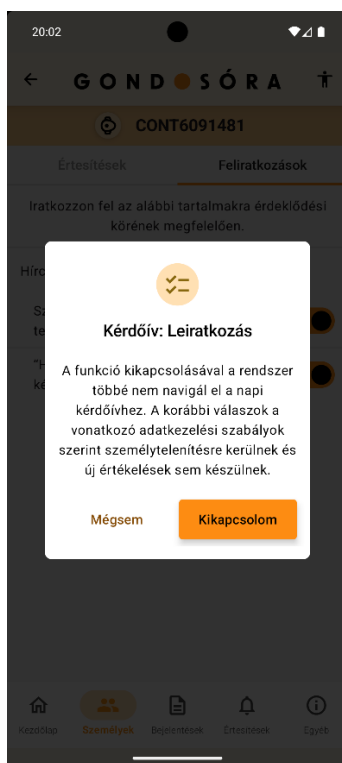 20:02
GONDOSÓRA
CONT6091481
Értesítések
Feliratkozások
Iratkozzon fel az alábbi tartalmakra érdeklődési
körének megfelelően.
Kérdőív: Leiratkozás
A funkció kikapcsolásával a rendszer
többé nem navigál el a napi
kérdőívhez. A korábbi válaszok a
vonatkozó adatkezelési szabályok
szerint személytelenítésre kerülnek és
új értékelések sem készülnek.
Mégsem
Kikapcsolom
Kezdőlap
Személyek
Bejelentések
Értesítések
Egyéb